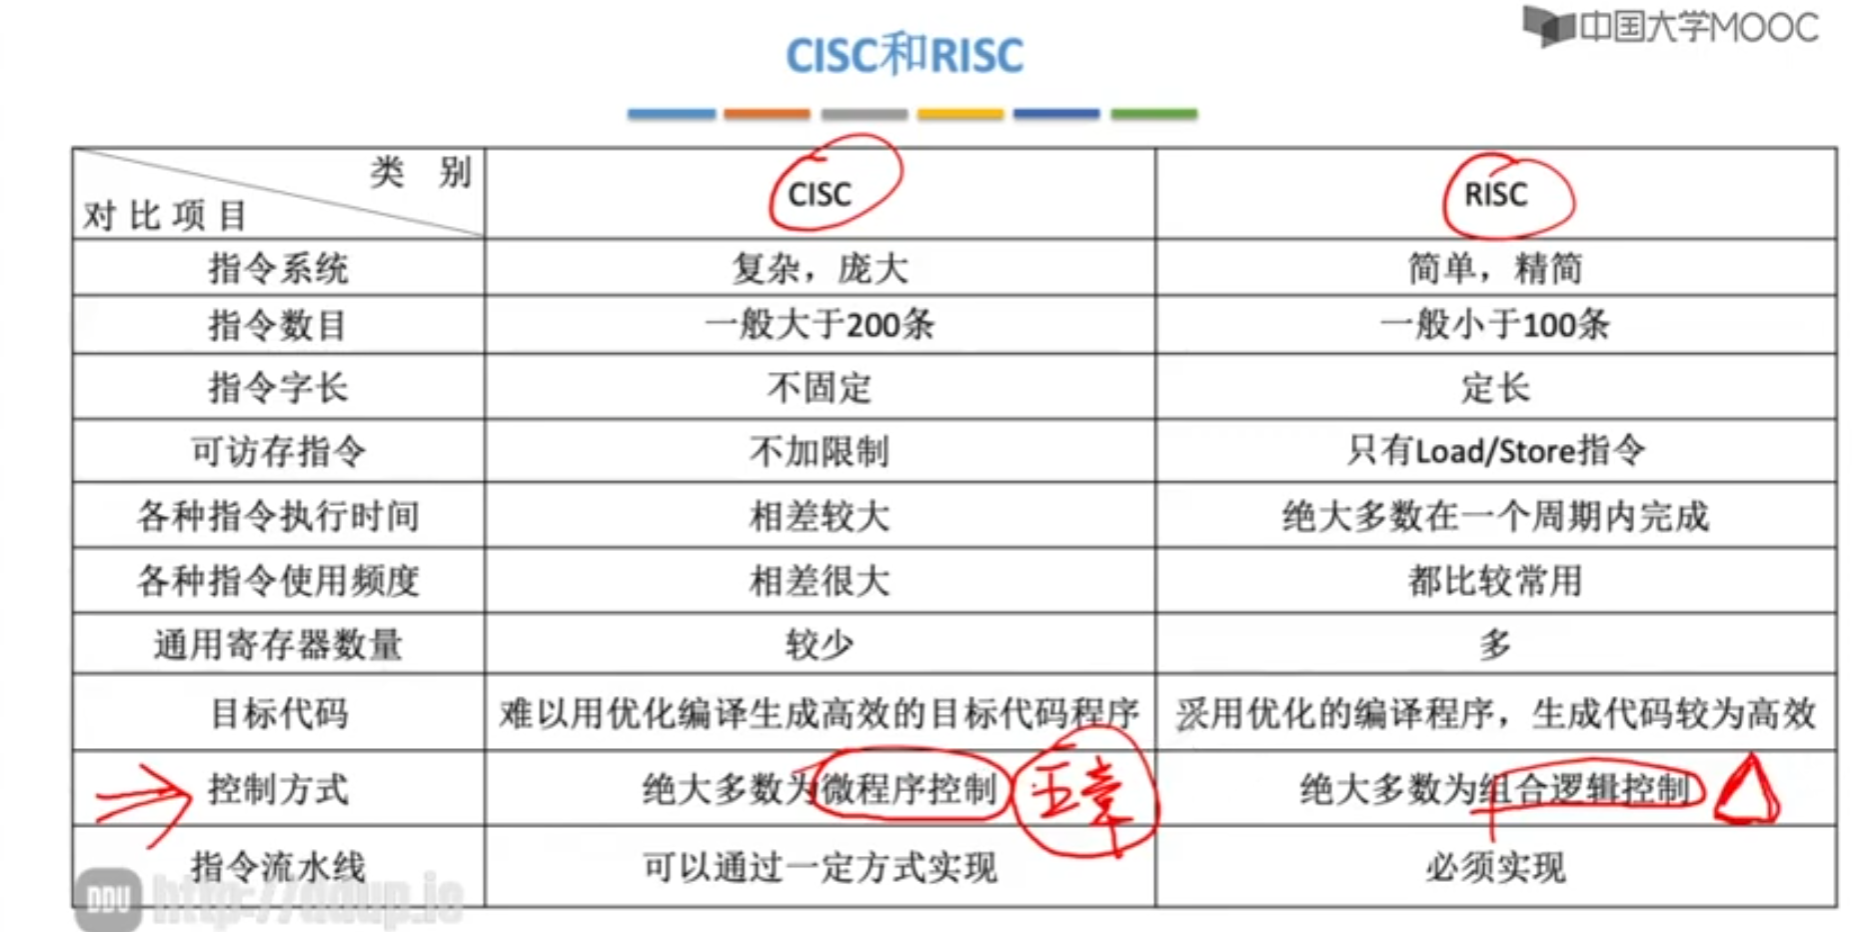 中国大学MOOC
CISC和RISC
类 别
对比项目
CISC
RISC
指令系统
复杂，庞大
简单，精简
指令数目
一般大于200条
一般小于100条
指令字长
不固定
定长
可访存指令
不加限制
只有Load/Store指令
各种指令执行时间
相差较大
绝大多数在一个周期内完成
各种指令使用频度
相差很大
都比较常用
通用寄存器数量
较少
多
目标代码
难以用优化编译生成高效的目标代码程序
采用优化的编译程序，生成代码较为高效
控制方式
绝大多数为微程序控制
五章
绝大多数为组合逻辑控制
指令流水线
可以通过一定方式实现
必须实现
DDU http://ddup.ie